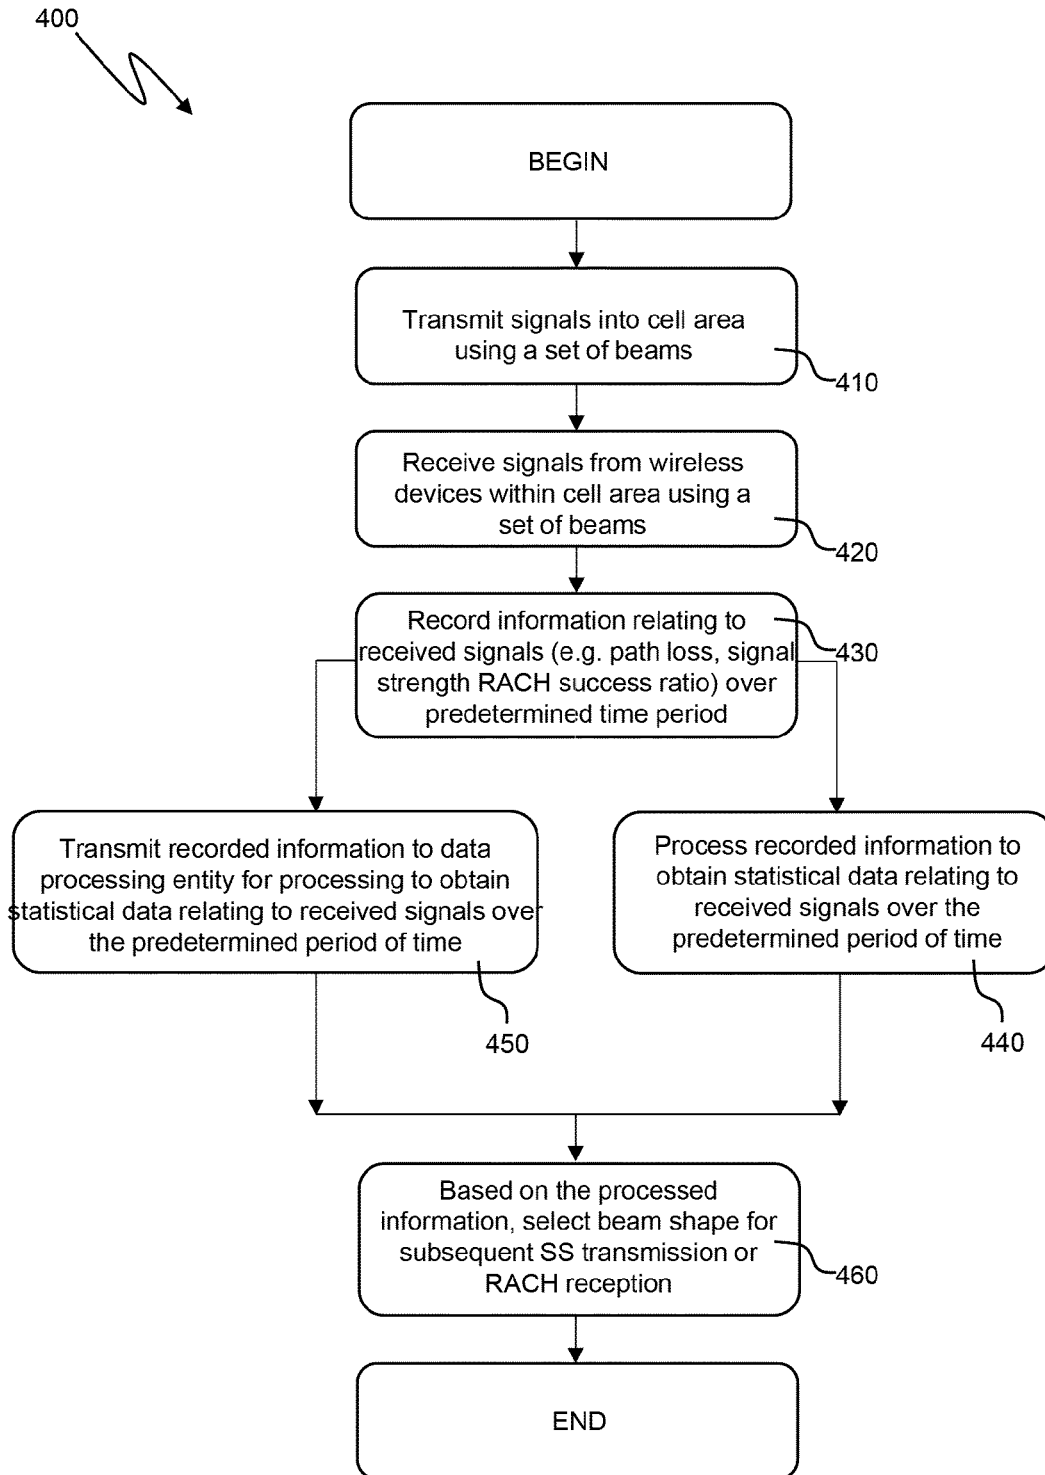 400
BEGIN
Transmit signals into cell area
using a set of beams
410
Receive signals from wireless
devices within cell area using a
set of beams
420
Record information relating to
received signals (e.g. path loss, signal
strength RACH success ratio) over
predetermined time period
430
Transmit recorded information to data
processing entity for processing to obtain
statistical data relating to received signals over
the predetermined period of time
450
Process recorded information to
obtain statistical data relating to
received signals over the
predetermined period of time
440
Based on the processed
information, select beam shape for
subsequent SS transmission or
RACH reception
460
END